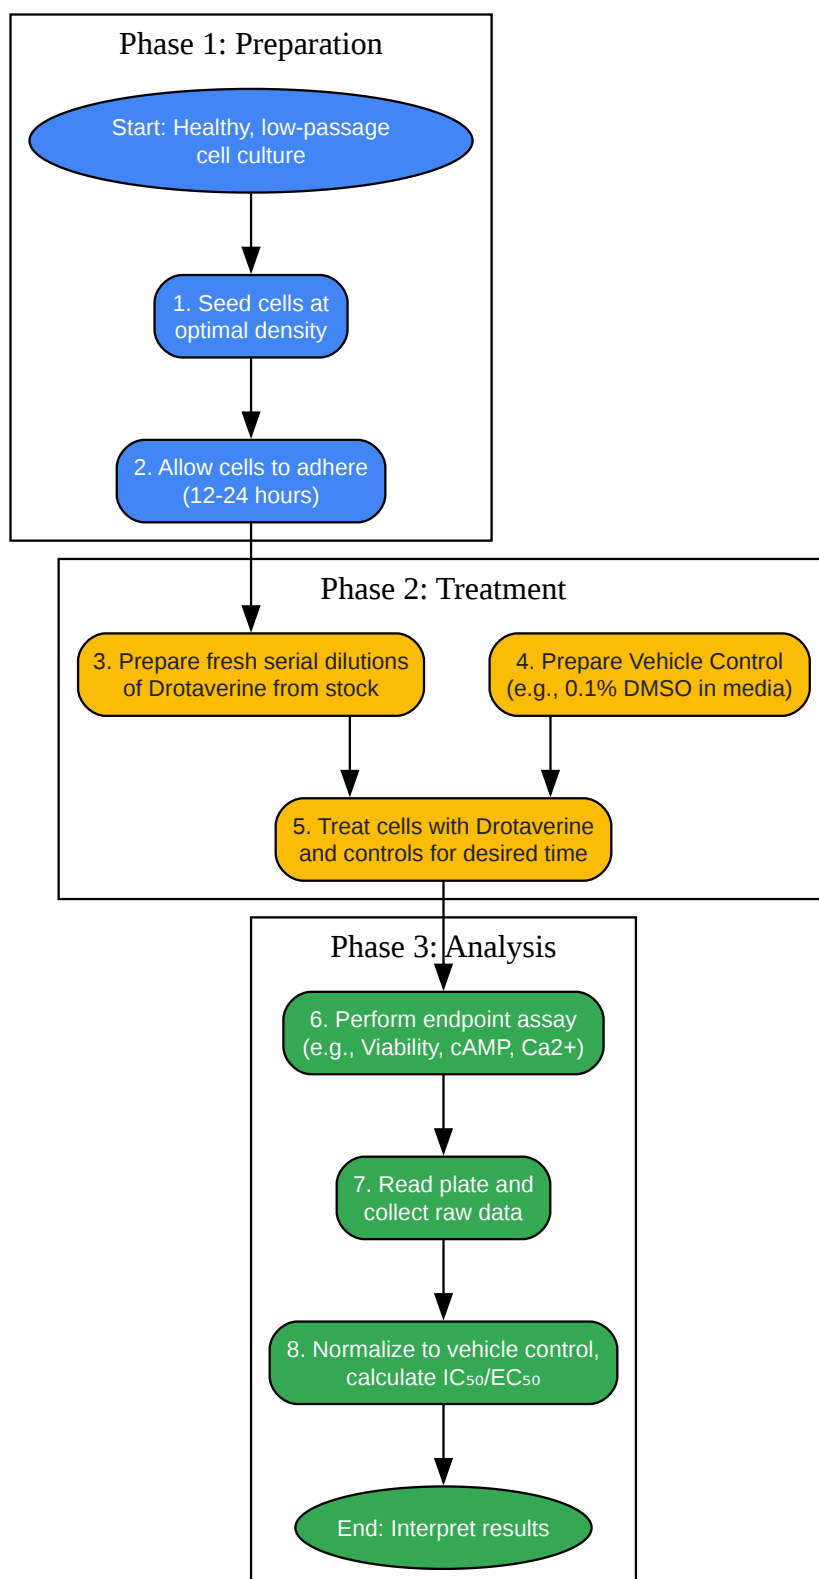 Phase 1: Preparation
Start: Healthy, low-passage
cell culture
1. Seed cells at
optimal density
2. Allow cells to adhere
(12-24 hours)
Phase 2: Treatment
3. Prepare fresh serial dilutions
of Drotaverine from stock
4. Prepare Vehicle Control
(e.g., 0.1% DMSO in media)
5. Treat cells with Drotaverine
and controls for desired time
Phase 3: Analysis
6. Perform endpoint assay
(e.g., Viability, cAMP, Ca2+)
7. Read plate and
collect raw data
8. Normalize to vehicle control,
calculate IC₅₀/EC₅₀
End: Interpret results